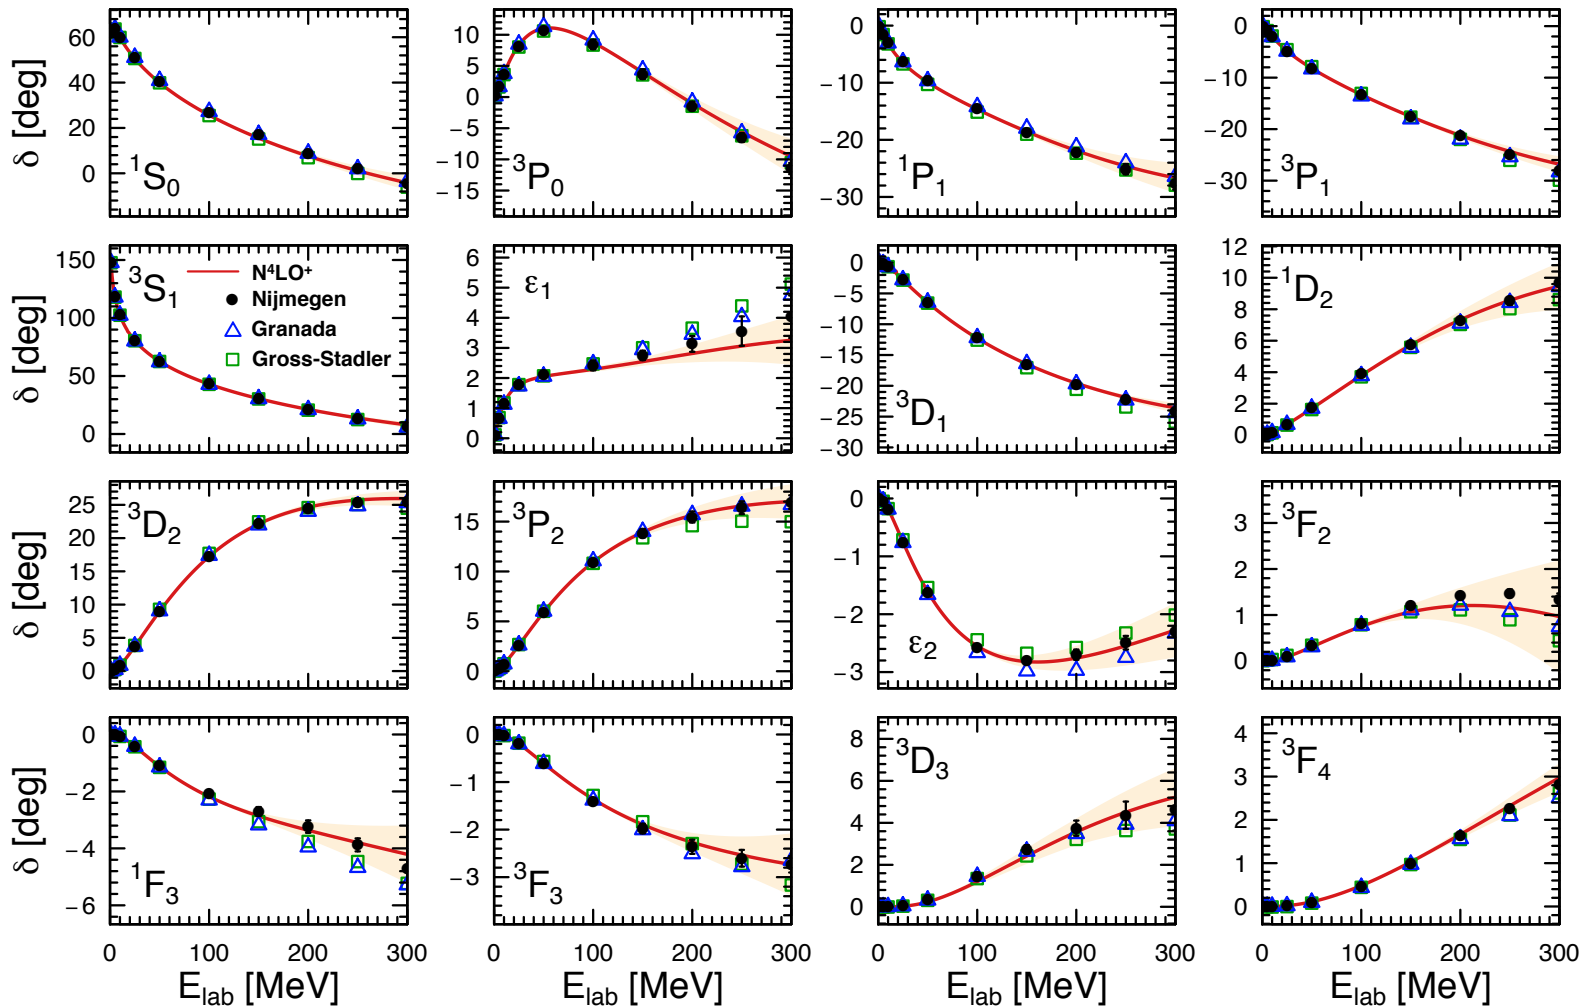 δ [deg]
60
40
20
0
¹S₀
10
5
0
−5
−10
−15
³P₀
0
−10
−20
−30
¹P₁
0
−10
−20
−30
³P₁
δ [deg]
150
100
50
0
³S₁
N⁴LO⁺
Nijmegen
Granada
Gross-Stadler
6
5
4
3
2
1
0
ε₁
0
−5
−10
−15
−20
−25
−30
³D₁
12
10
8
6
4
2
0
¹D₂
δ [deg]
25
20
15
10
5
0
³D₂
15
10
5
0
³P₂
0
−1
−2
−3
ε₂
3
2
1
0
³F₂
δ [deg]
0
−2
−4
−6
¹F₃
0
−1
−2
−3
³F₃
8
6
4
2
0
³D₃
4
3
2
1
0
³F₄
0 100 200 300
0 100 200 300
0 100 200 300
0 100 200 300
E_lab [MeV]
E_lab [MeV]
E_lab [MeV]
E_lab [MeV]